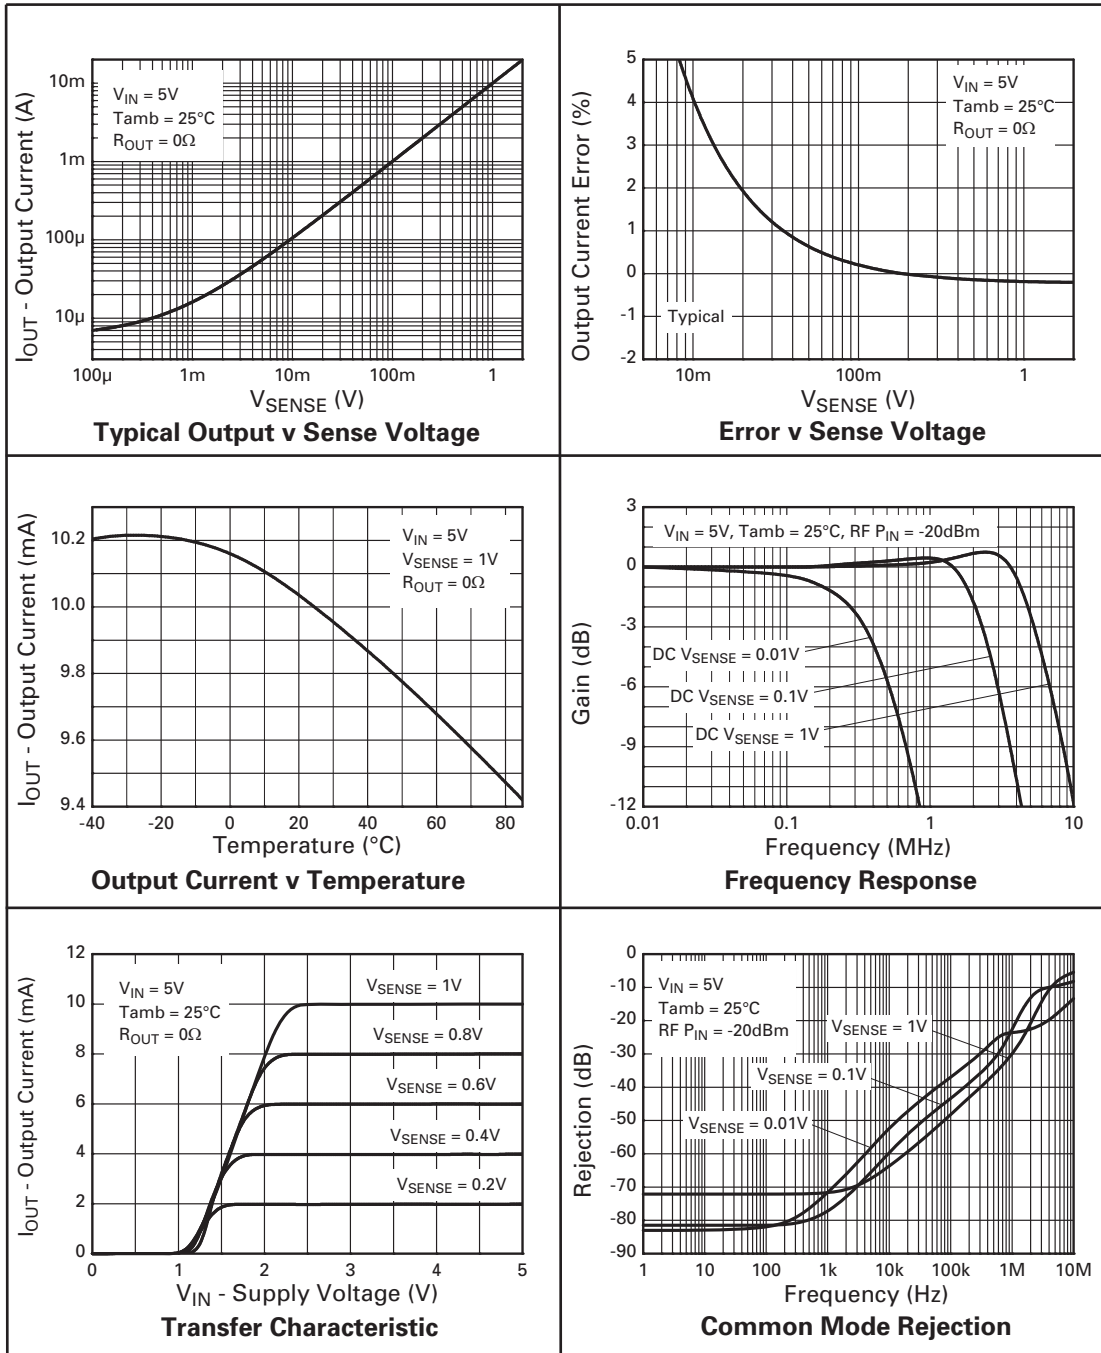 IOUT - Output Current (A)
10m
1m
100µ
10µ
VIN = 5V
Tamb = 25°C
ROUT = 0Ω
100µ 1m 10m 100m 1
VSENSE (V)
Typical Output v Sense Voltage
Output Current Error (%)
5
4
3
2
1
0
-1
-2
VIN = 5V
Tamb = 25°C
ROUT = 0Ω
Typical
10m 100m 1
VSENSE (V)
Error v Sense Voltage
IOUT - Output Current (mA)
10.2
10.0
9.8
9.6
9.4
VIN = 5V
VSENSE = 1V
ROUT = 0Ω
-40 -20 0 20 40 60 80
Temperature (°C)
Output Current v Temperature
Gain (dB)
3
0
-3
-6
-9
-12
VIN = 5V, Tamb = 25°C, RF PIN = -20dBm
DC VSENSE = 0.01V
DC VSENSE = 0.1V
DC VSENSE = 1V
0.01 0.1 1 10
Frequency (MHz)
Frequency Response
IOUT - Output Current (mA)
12
10
8
6
4
2
0
VIN = 5V
Tamb = 25°C
ROUT = 0Ω
VSENSE = 1V
VSENSE = 0.8V
VSENSE = 0.6V
VSENSE = 0.4V
VSENSE = 0.2V
0 1 2 3 4 5
VIN - Supply Voltage (V)
Transfer Characteristic
Rejection (dB)
0
-10
-20
-30
-40
-50
-60
-70
-80
-90
VIN = 5V
Tamb = 25°C
RF PIN = -20dBm
VSENSE = 1V
VSENSE = 0.1V
VSENSE = 0.01V
1 10 100 1k 10k 100k 1M 10M
Frequency (Hz)
Common Mode Rejection